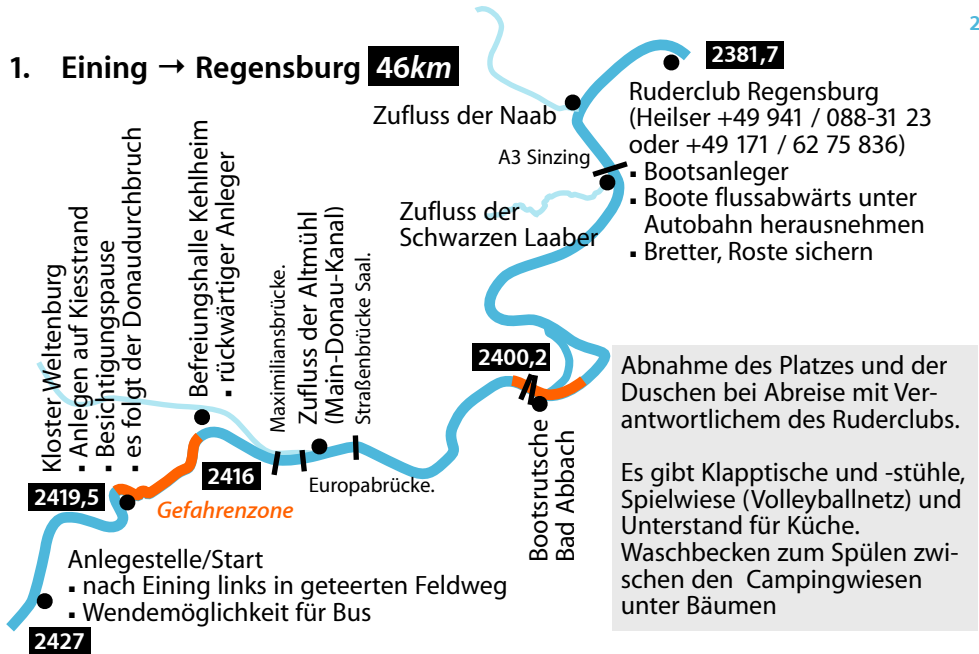 2
1. Eining → Regensburg 46km
2381,7
Ruderclub Regensburg
(Heilser +49 941 / 088-31 23
oder +49 171 / 62 75 836)
▪ Bootsanleger
▪ Boote flussabwärts unter
Autobahn herausnehmen
▪ Bretter, Roste sichern
Zufluss der Naab
A3 Sinzing
Zufluss der
Schwarzen Laaber
Kloster Weltenburg
▪ Anlegen auf Kiesstrand
▪ Besichtigungspause
▪ es folgt der Donaudurchbruch
Befreiungshalle Kehlheim
▪ rückwärtiger Anleger
Maximiliansbrücke.
Zufluss der Altmühl
(Main-Donau-Kanal)
Straßenbrücke Saal.
2400,2
2416
Europabrücke.
2419,5
Gefahrenzone
Bootsrutsche
Bad Abbach
Anlegestelle/Start
▪ nach Eining links in geteerten Feldweg
▪ Wendemöglichkeit für Bus
2427
Abnahme des Platzes und der
Duschen bei Abreise mit Ver-
antwortlichem des Ruderclubs.
Es gibt Klapptische und -stühle,
Spielwiese (Volleyballnetz) und
Unterstand für Küche.
Waschbecken zum Spülen zwi-
schen den Campingwiesen
unter Bäumen